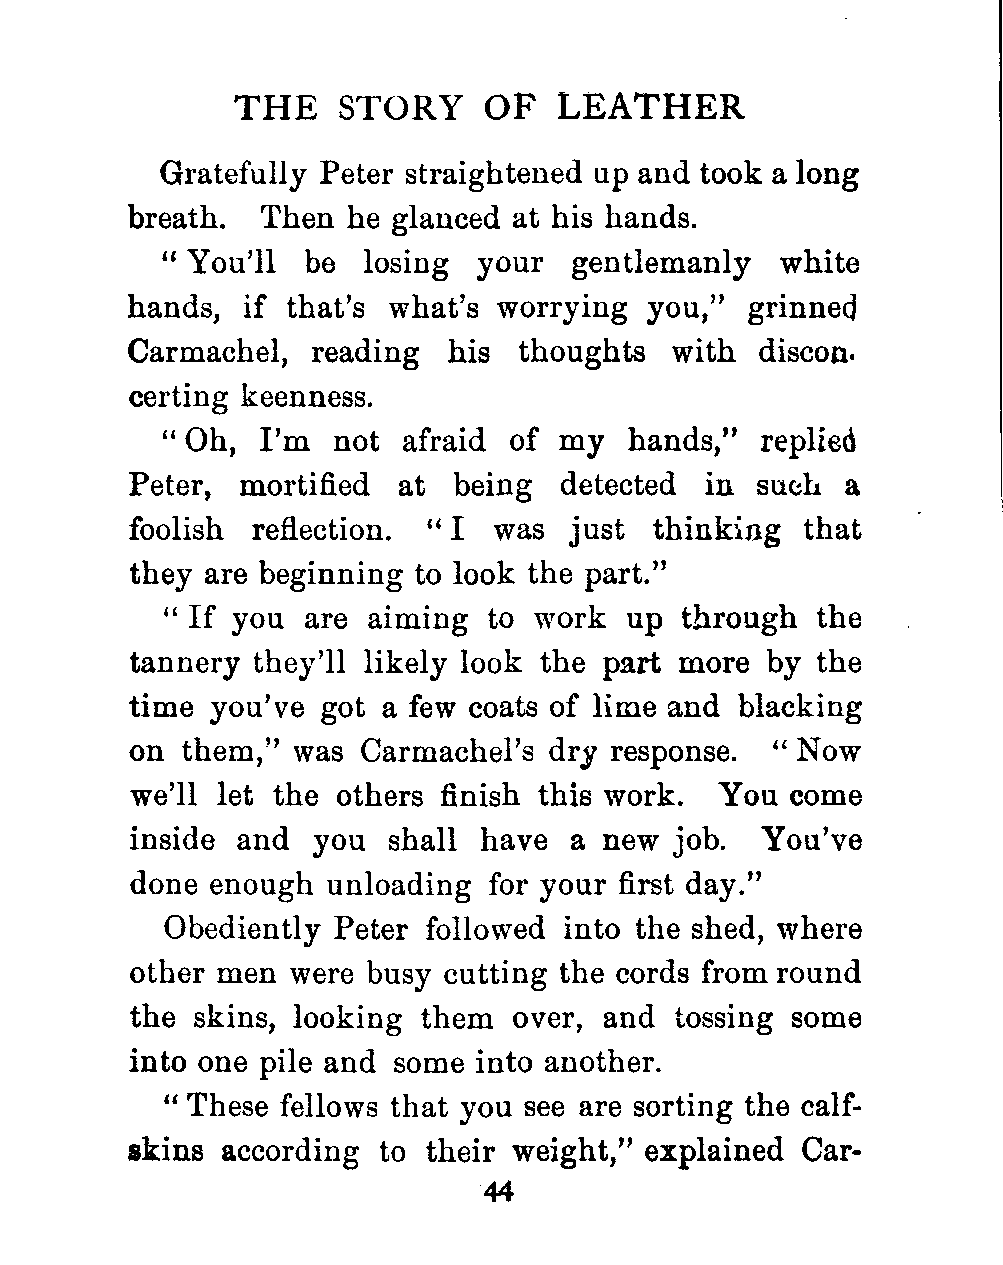 THE STORY OF LEATHER
Gratefully Peter straightened up and took a long
breath. Then he glanced at his hands.
" You'll be losing your gentlemanly white
hands, if that's what's worrying you," grinned
Carmachel, reading his thoughts with discon-
certing keenness.
" Oh, I'm not afraid of my hands," replied
Peter, mortified at being detected in such a
foolish reflection. " I was just thinking that
they are beginning to look the part."
" If you are aiming to work up through the
tannery they'll likely look the part more by the
time you've got a few coats of lime and blacking
on them," was Carmachel's dry response. " Now
we'll let the others finish this work. You come
inside and you shall have a new job. You've
done enough unloading for your first day."
Obediently Peter followed into the shed, where
other men were busy cutting the cords from round
the skins, looking them over, and tossing some
into one pile and some into another.
" These fellows that you see are sorting the calf-
skins according to their weight," explained Car-
44